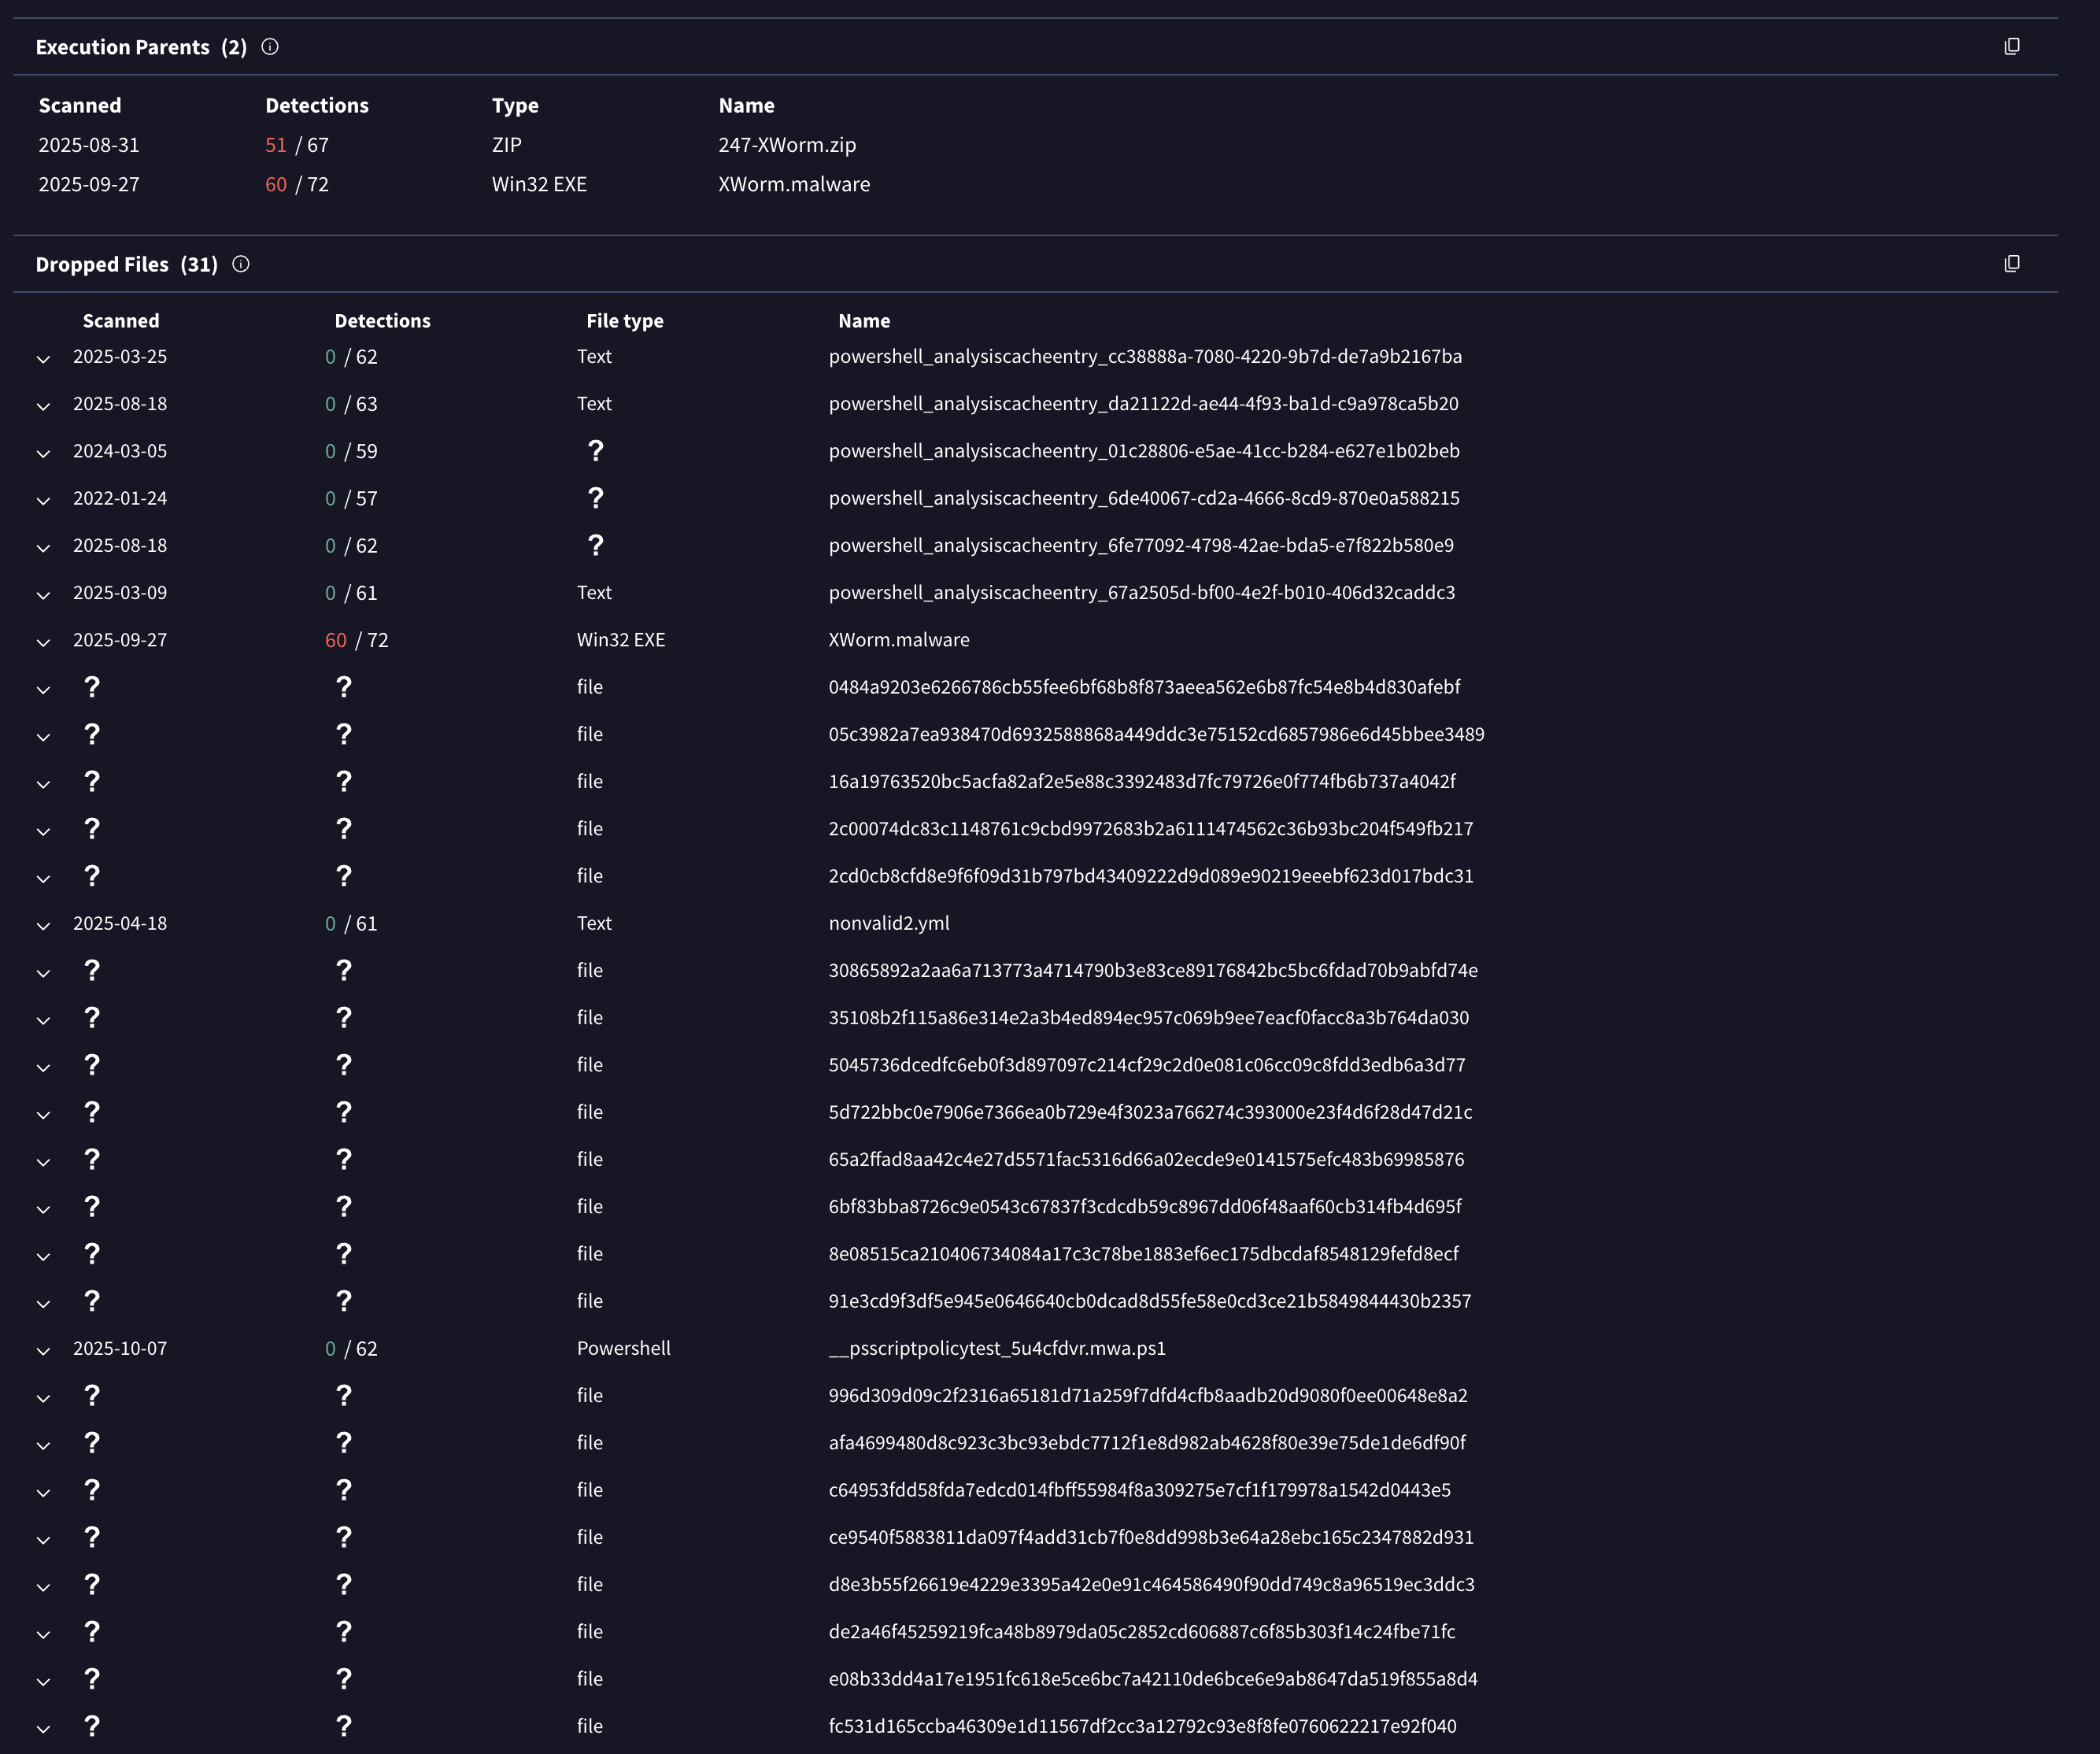 Execution Parents (2)
Scanned Detections Type Name
2025-08-31 51 / 67 ZIP 247-XWorm.zip
2025-09-27 60 / 72 Win32 EXE XWorm.malware
Dropped Files (31)
Scanned Detections File type Name
2025-03-25 0 / 62 Text powershell_analysiscacheentry_cc38888a-7080-4220-9b7d-de7a9b2167ba
2025-08-18 0 / 63 Text powershell_analysiscacheentry_da21122d-ae44-4f93-ba1d-c9a978ca5b20
2024-03-05 0 / 59 ? powershell_analysiscacheentry_01c28806-e5ae-41cc-b284-e627e1b02beb
2022-01-24 0 / 57 ? powershell_analysiscacheentry_6de40067-cd2a-4666-8cd9-870e0a588215
2025-08-18 0 / 62 ? powershell_analysiscacheentry_6fe77092-4798-42ae-bda5-e7f822b580e9
2025-03-09 0 / 61 Text powershell_analysiscacheentry_67a2505d-bf00-4e2f-b010-406d32caddc3
2025-09-27 60 / 72 Win32 EXE XWorm.malware
? ? file 0484a9203e6266786cb55fee6bf68b8f873aeea562e6b87fc54e8b4d830afebf
? ? file 05c3982a7ea938470d6932588868a449ddc3e75152cd6857986e6d45bbee3489
? ? file 16a19763520bc5acfa82af2e5e88c3392483d7fc79726e0f774fb6b737a4042f
? ? file 2c00074dc83c1148761c9cbd9972683b2a6111474562c36b93bc204f549fb217
? ? file 2cd0cb8cfd8e9f6f09d31b797bd43409222d9d089e90219eeebf623d017bdc31
2025-04-18 0 / 61 Text nonvalid2.yml
? ? file 30865892a2aa6a713773a4714790b3e83ce89176842bc5bc6fdad70b9abfd74e
? ? file 35108b2f115a86e314e2a3b4ed894ec957c069b9ee7eacf0facc8a3b764da030
? ? file 5045736dcedfc6eb0f3d897097c214cf29c2d0e081c06cc09c8fdd3edb6a3d77
? ? file 5d722bbc0e7906e7366ea0b729e4f3023a766274c393000e23f4d6f28d47d21c
? ? file 65a2ffad8aa42c4e27d5571fac5316d66a02ecde9e0141575efc483b69985876
? ? file 6bf83bba8726c9e0543c67837f3cdcdb59c8967dd06f48aaf60cb314fb4d695f
? ? file 8e08515ca210406734084a17c3c78be1883ef6ec175dbcdaf8548129fefd8ecf
? ? file 91e3cd9f3df5e945e0646640cb0dcad8d55fe58e0cd3ce21b5849844430b2357
2025-10-07 0 / 62 Powershell __psscriptpolicytest_5u4cfdvr.mwa.ps1
? ? file 996d309d09c2f2316a65181d71a259f7dfd4cfb8aadb20d9080f0ee00648e8a2
? ? file afa4699480d8c923c3bc93ebdc7712f1e8d982ab4628f80e39e75de1de6df90f
? ? file c64953fdd58fda7edcd014fbff55984f8a309275e7cf1f179978a1542d0443e5
? ? file ce9540f5883811da097f4add31cb7f0e8dd998b3e64a28ebc165c2347882d931
? ? file d8e3b55f26619e4229e3395a42e0e91c464586490f90dd749c8a96519ec3ddc3
? ? file de2a46f45259219fca48b8979da05c2852cd606887c6f85b303f14c24fbe71fc
? ? file e08b33dd4a17e1951fc618e5ce6bc7a42110de6bce6e9ab8647da519f855a8d4
? ? file fc531d165ccba46309e1d11567df2cc3a12792c93e8f8fe0760622217e92f040